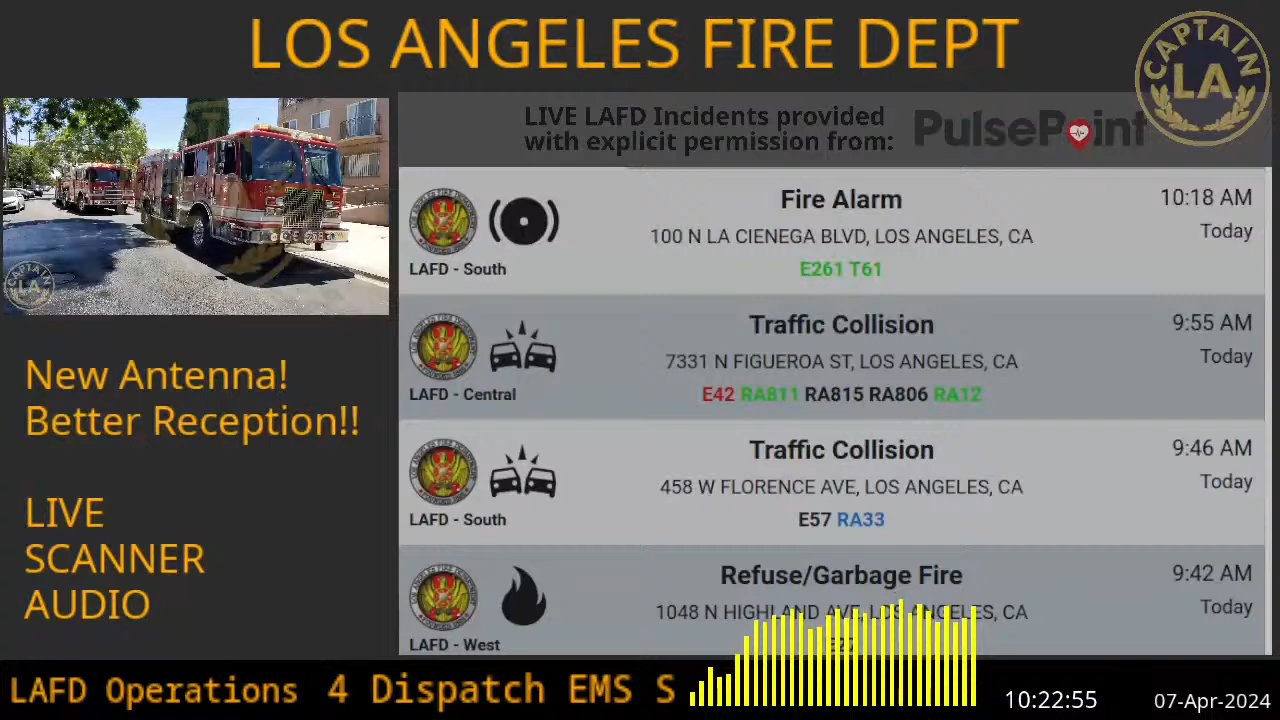 LOS ANGELES FIRE DEPT
CAPTAIN
LA
LIVE LAFD Incidents provided
with explicit permission from:
PulsePoint
Fire Alarm
10:18 AM
100 N LA CIENEGA BLVD, LOS ANGELES, CA
Today
LAFD - South
E261 T61
Traffic Collision
9:55 AM
7331 N FIGUEROA ST, LOS ANGELES, CA
Today
LAFD - Central
E42 RA811 RA815 RA806 RA12
Traffic Collision
9:46 AM
458 W FLORENCE AVE, LOS ANGELES, CA
Today
LAFD - South
E57 RA33
Refuse/Garbage Fire
9:42 AM
1048 N HIGHLAND AVE, LOS ANGELES, CA
Today
LAFD - West
E27
CAPTAIN
LA
New Antenna!
Better Reception!!
LIVE
SCANNER
AUDIO
LAFD Operations 4 Dispatch EMS S
10:22:55
07-Apr-2024